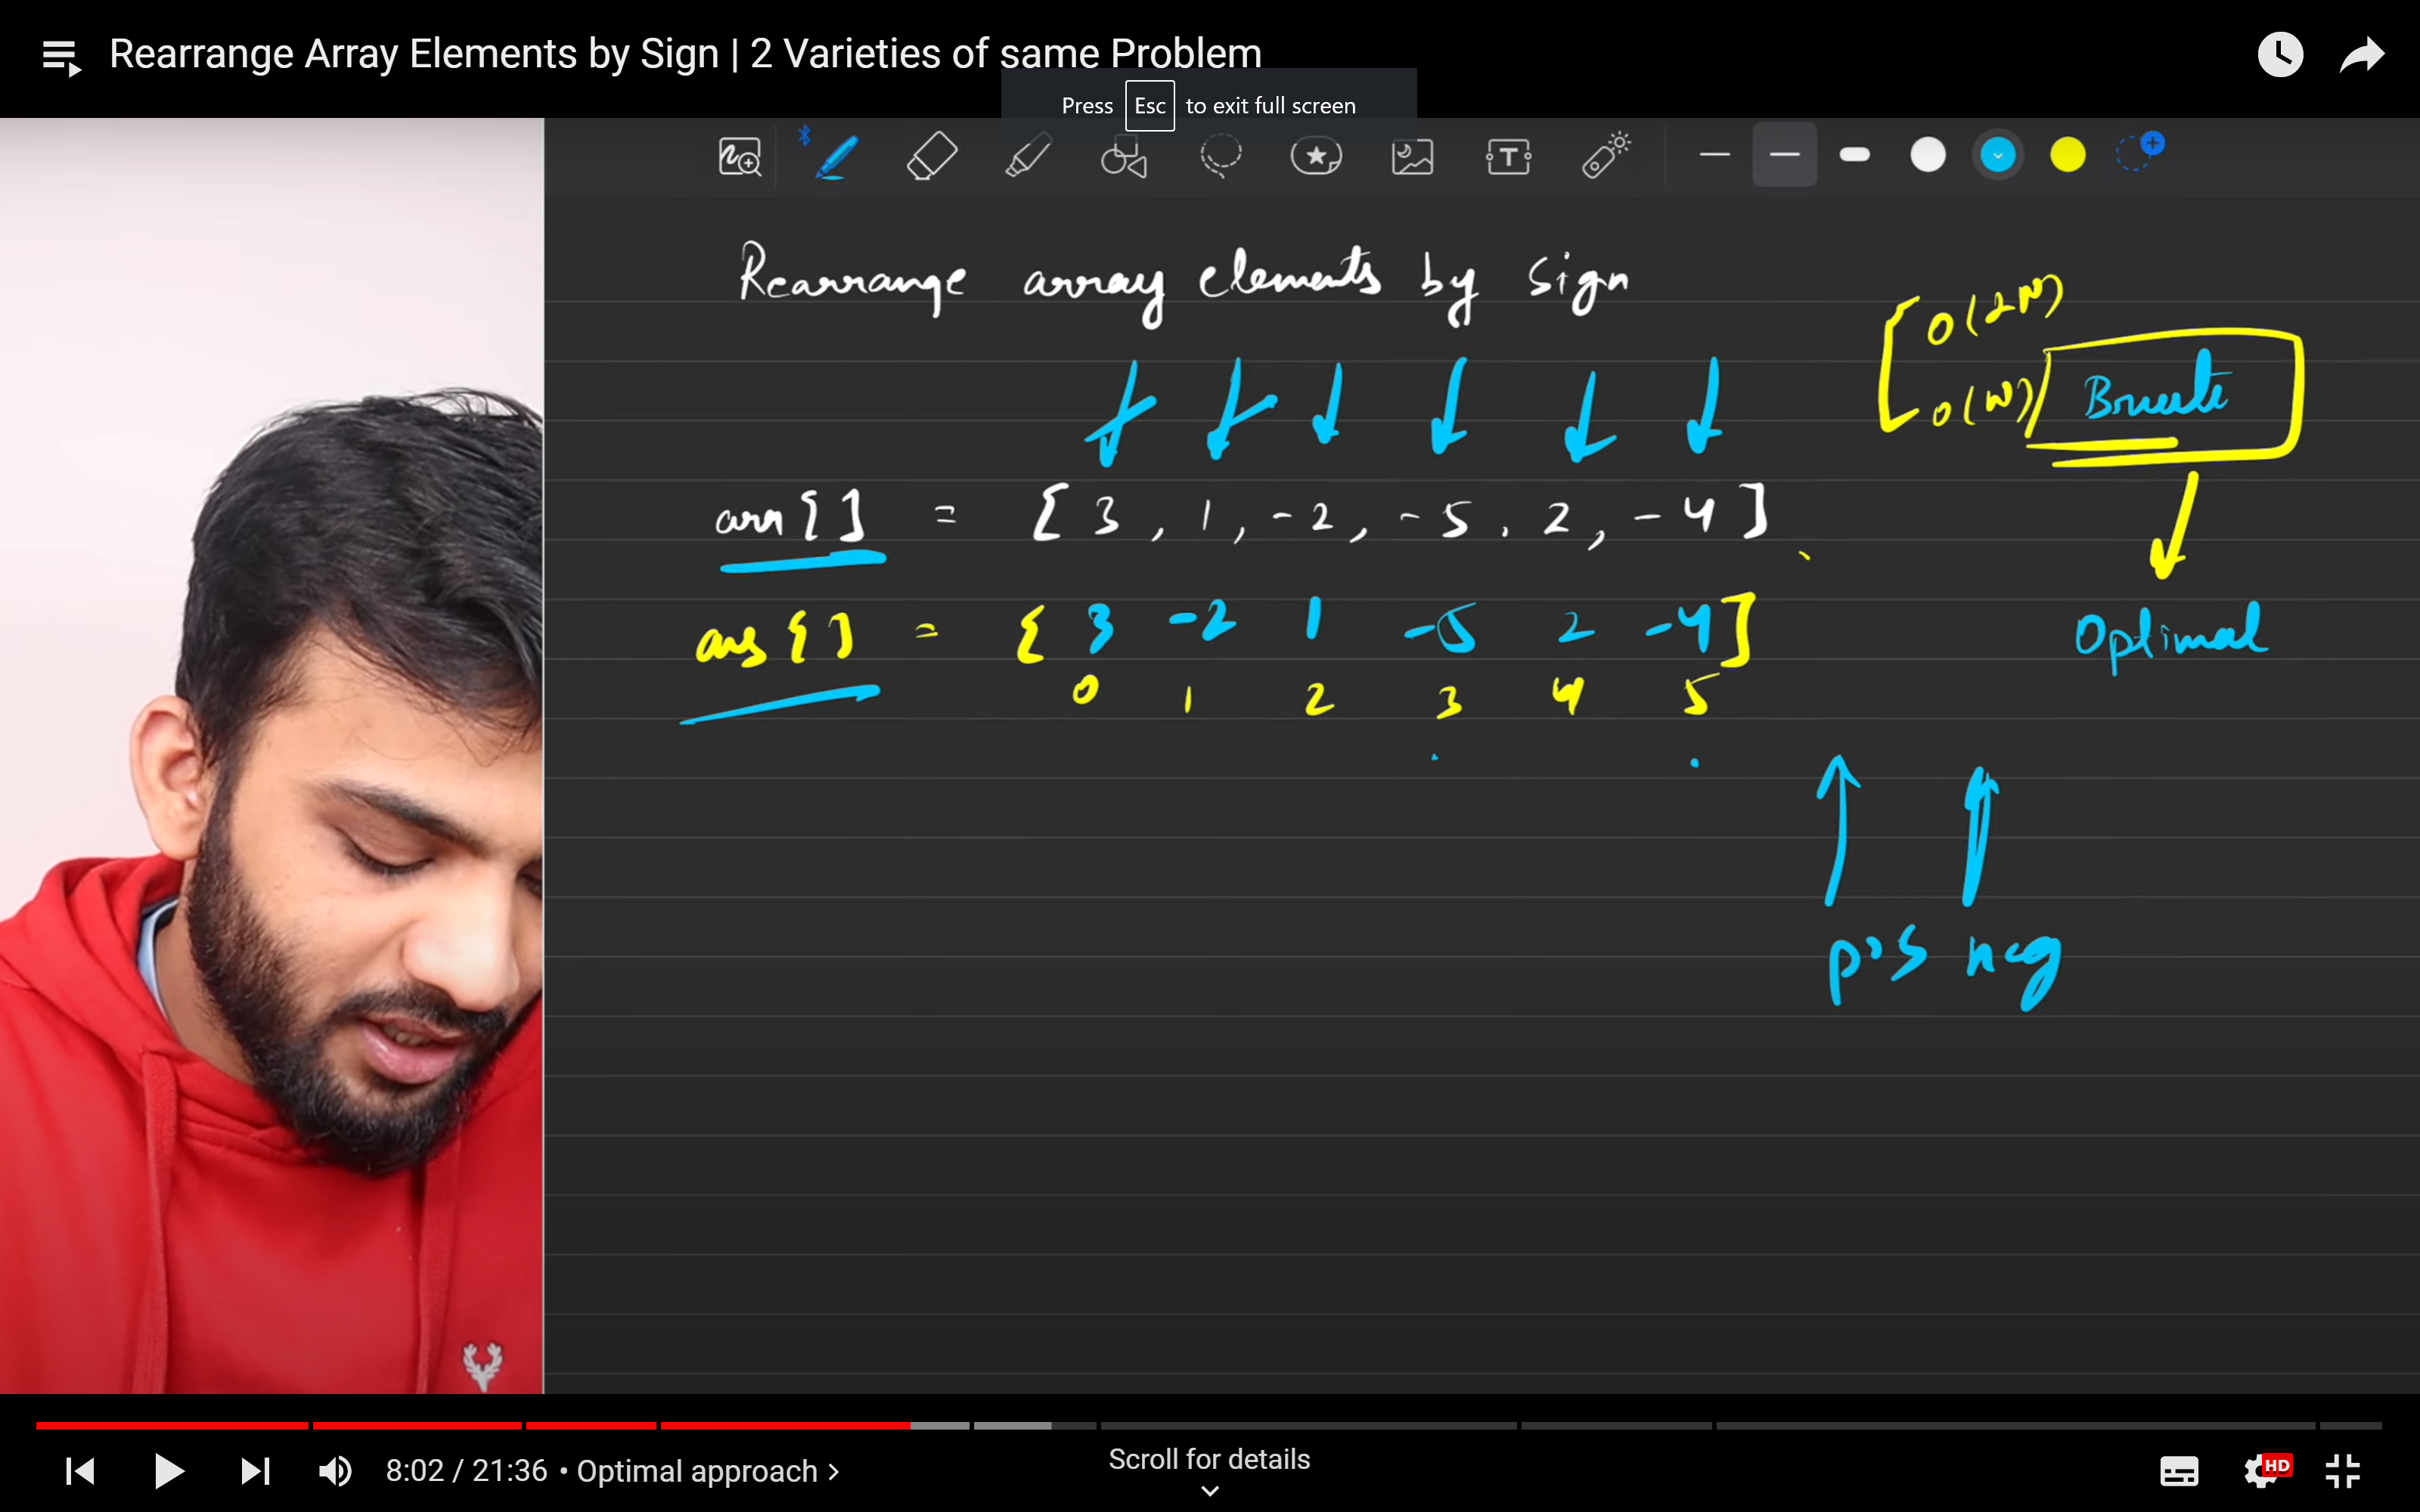 Rearrange Array Elements by Sign | 2 Varieties of same Problem
Press Esc to exit full screen
Rearrange array elements by sign
O(2N)
O(N)
Brute
arr[] = [3, 1, -2, -5, 2, -4]
ans[] = [3 -2 1 -5 2 -4]
0 1 2 3 4 5
Optimal
pos neg
8:02 / 21:36 • Optimal approach >
Scroll for details
HD